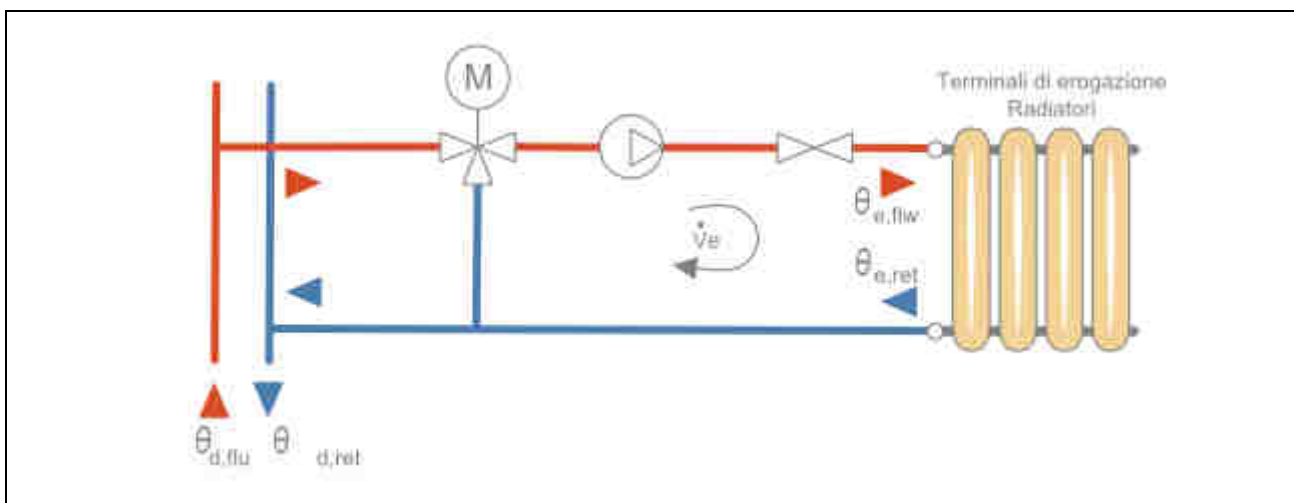 M
Terminali di erogazione
Radiatori
θe,flw
V̇e
θe,ret
θd,flu θ d,ret